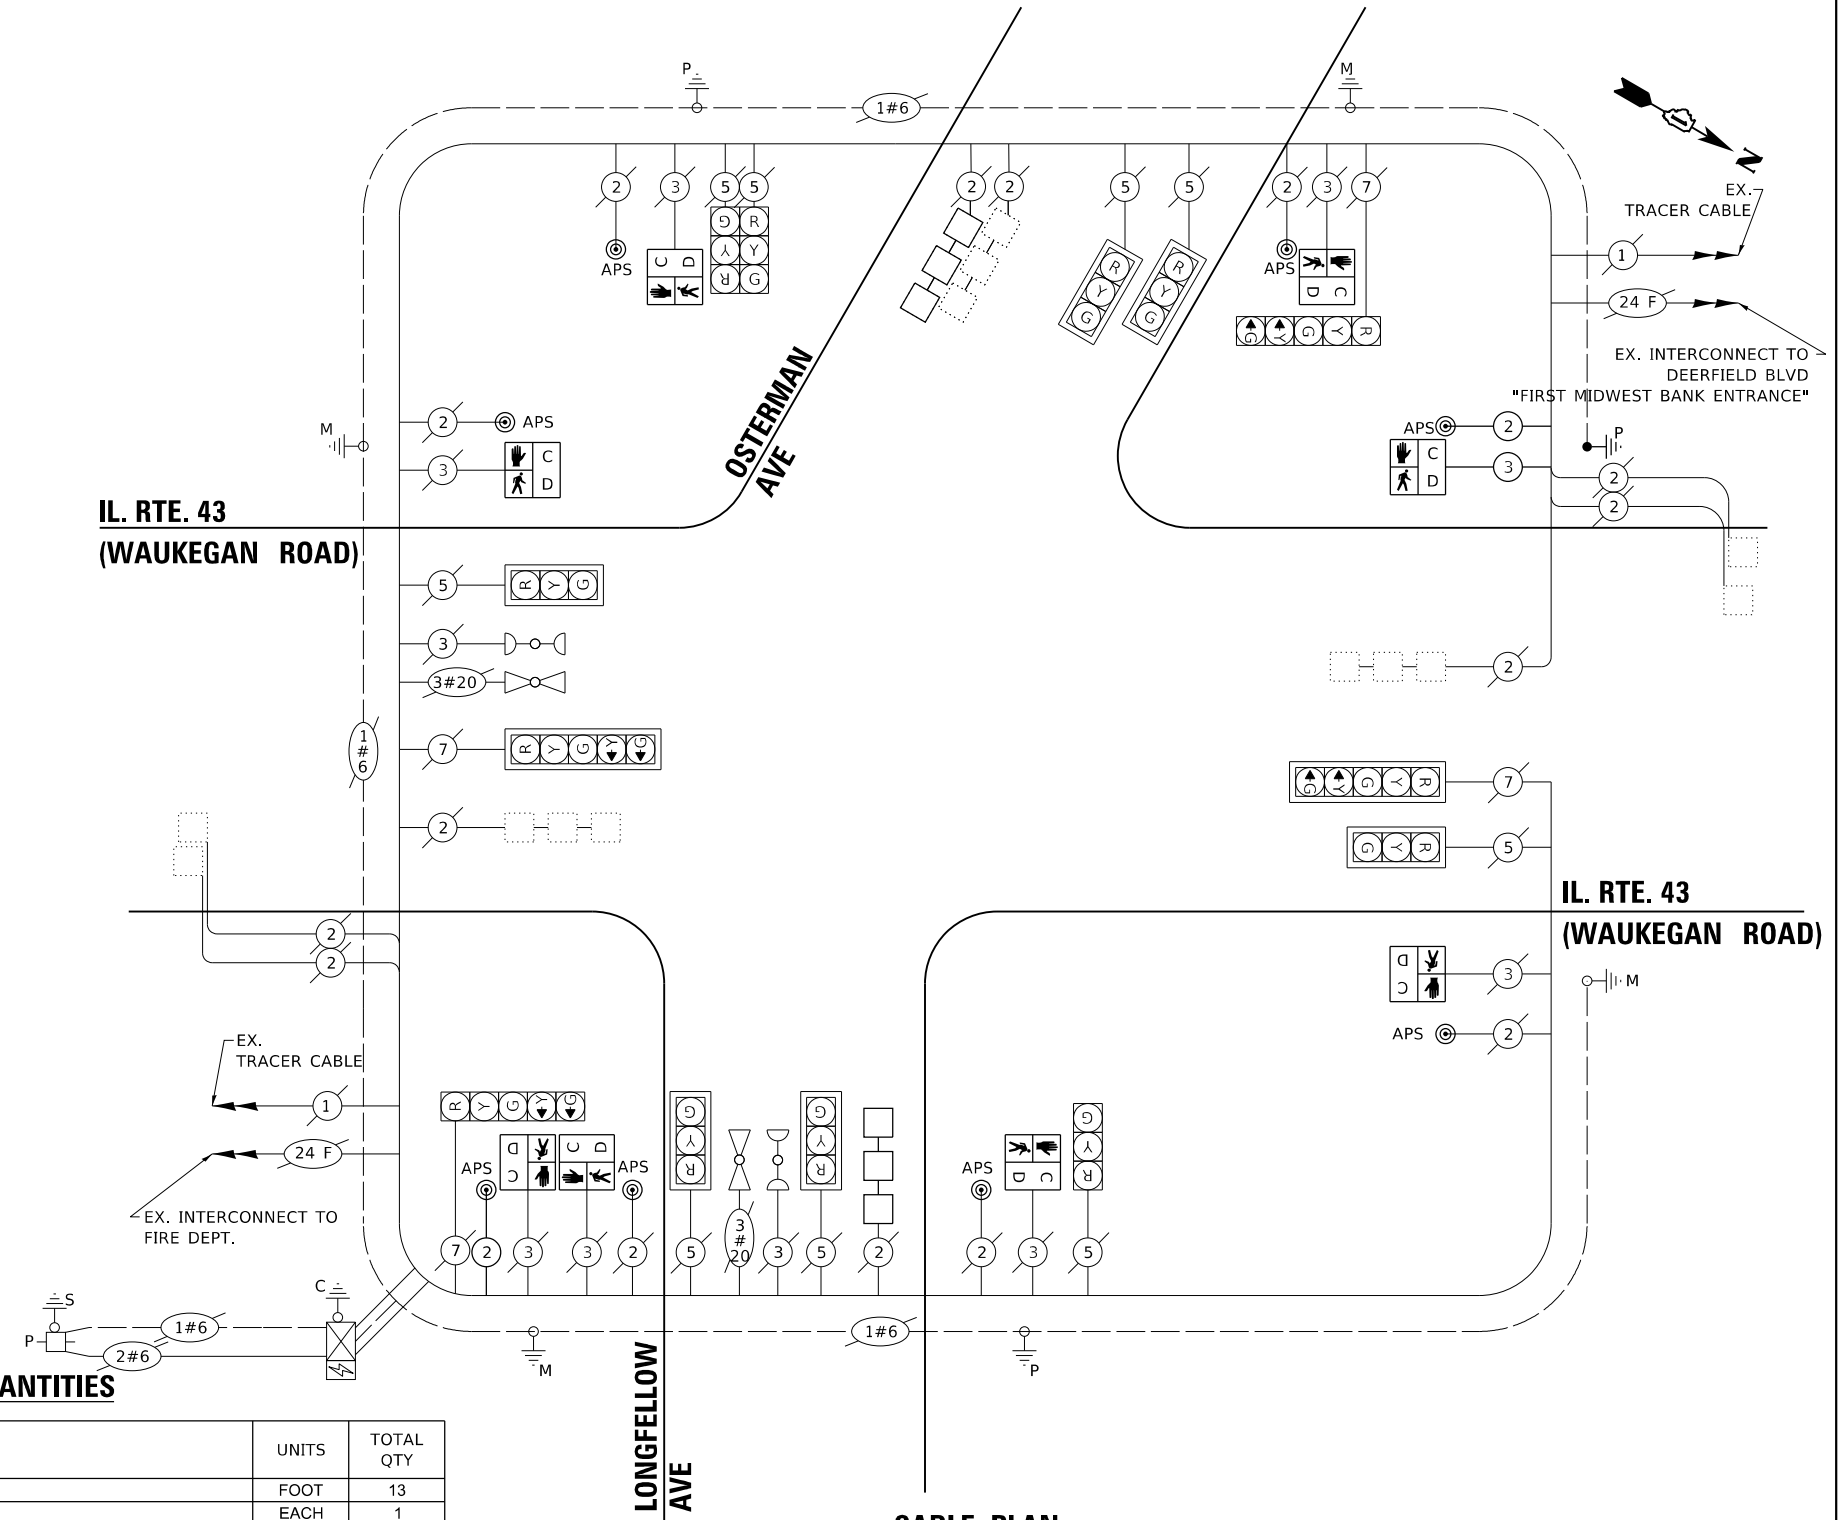 P
1#6
M
N
2
3
5
5
2
2
5
5
2
3
7
EX.
TRACER CABLE
1
24 F
EX. INTERCONNECT TO
DEERFIELD BLVD
"FIRST MIDWEST BANK ENTRANCE"
APS
C D
G Y R
R Y G
R Y G
R Y G
APS
D C
G Y G Y R
OSTERMAN
AVE
M
2
APS
3
C
D
APS
2
P
C
D
3
2
2
IL. RTE. 43
(WAUKEGAN ROAD)
5
R Y G
3
3#20
2
1
#
6
7
R Y G Y G
G Y G Y R
7
2
G Y R
5
IL. RTE. 43
(WAUKEGAN ROAD)
2
2
D
C
3
M
APS
2
EX.
TRACER CABLE
1
24 F
EX. INTERCONNECT TO
FIRE DEPT.
R Y G Y G
APS
D
C
C D
APS
G Y R
G Y R
APS
D C
G Y R
7
2
3
3
2
5
3
#
20
3
5
2
2
3
5
S
C
P
1#6
2#6
1#6
M
P
LONGFELLOW
AVE
ANTITIES
UNITS
TOTAL
QTY
FOOT 13
EACH 1
CABLE PLAN